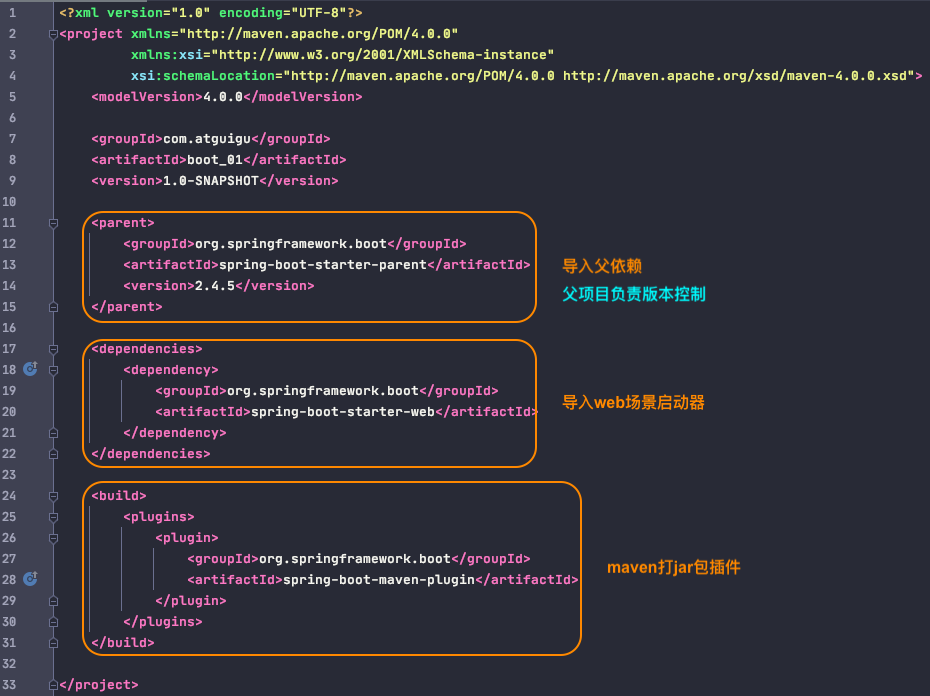 1 <?xml version="1.0" encoding="UTF-8"?>
2 <project xmlns="http://maven.apache.org/POM/4.0.0"
3 xmlns:xsi="http://www.w3.org/2001/XMLSchema-instance"
4 xsi:schemaLocation="http://maven.apache.org/POM/4.0.0 http://maven.apache.org/xsd/maven-4.0.0.xsd">
5 <modelVersion>4.0.0</modelVersion>
6
7 <groupId>com.atguigu</groupId>
8 <artifactId>boot_01</artifactId>
9 <version>1.0-SNAPSHOT</version>
10
11 <parent>
12 <groupId>org.springframework.boot</groupId>
13 <artifactId>spring-boot-starter-parent</artifactId> 导入父依赖
14 <version>2.4.5</version> 父项目负责版本控制
15 </parent>
16
17 <dependencies>
18 <dependency>
19 <groupId>org.springframework.boot</groupId>
20 <artifactId>spring-boot-starter-web</artifactId> 导入web场景启动器
21 </dependency>
22 </dependencies>
23
24 <build>
25 <plugins>
26 <plugin>
27 <groupId>org.springframework.boot</groupId> maven打jar包插件
28 <artifactId>spring-boot-maven-plugin</artifactId>
29 </plugin>
30 </plugins>
31 </build>
32
33 </project>